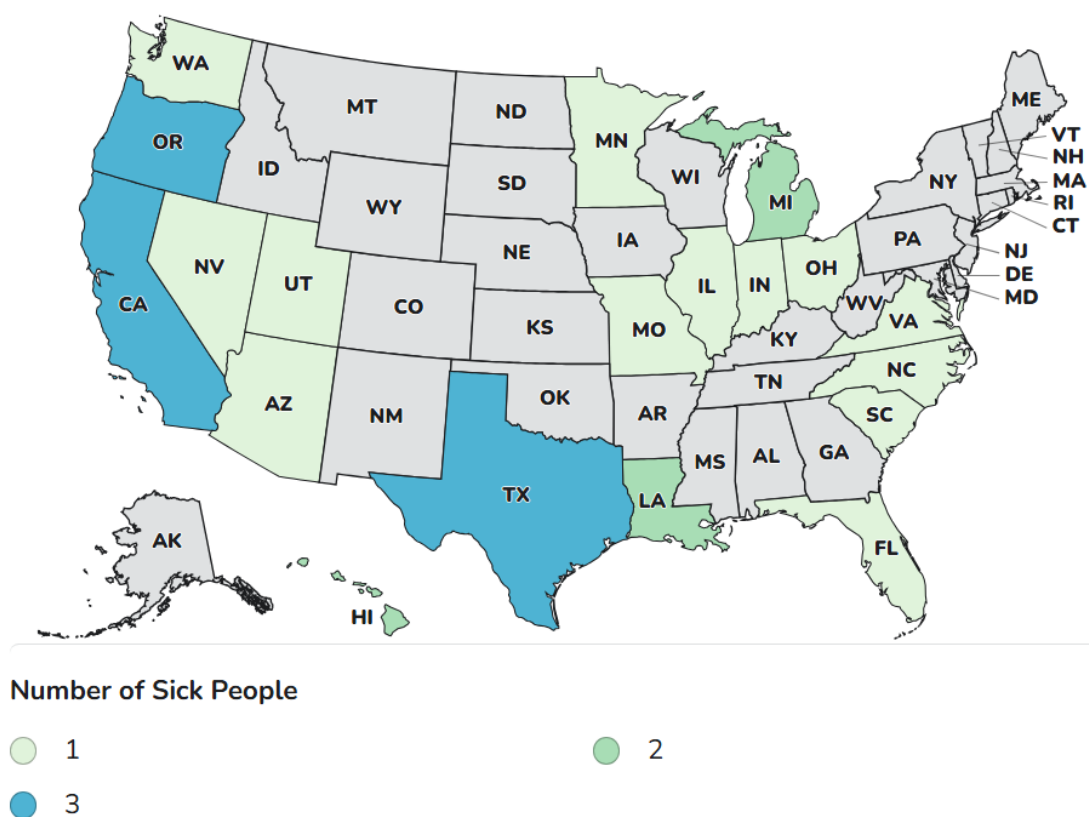 WA
MT
ND
MN
ME
VT
NH
MA
RI
CT
OR
ID
SD
WI
MI
NY
WY
IA
PA
NJ
DE
MD
NV
UT
NE
IL
IN
OH
CA
CO
KS
MO
WV
VA
KY
AZ
NM
OK
AR
TN
NC
SC
TX
LA
MS
AL
GA
AK
HI
FL
Number of Sick People
1
2
3